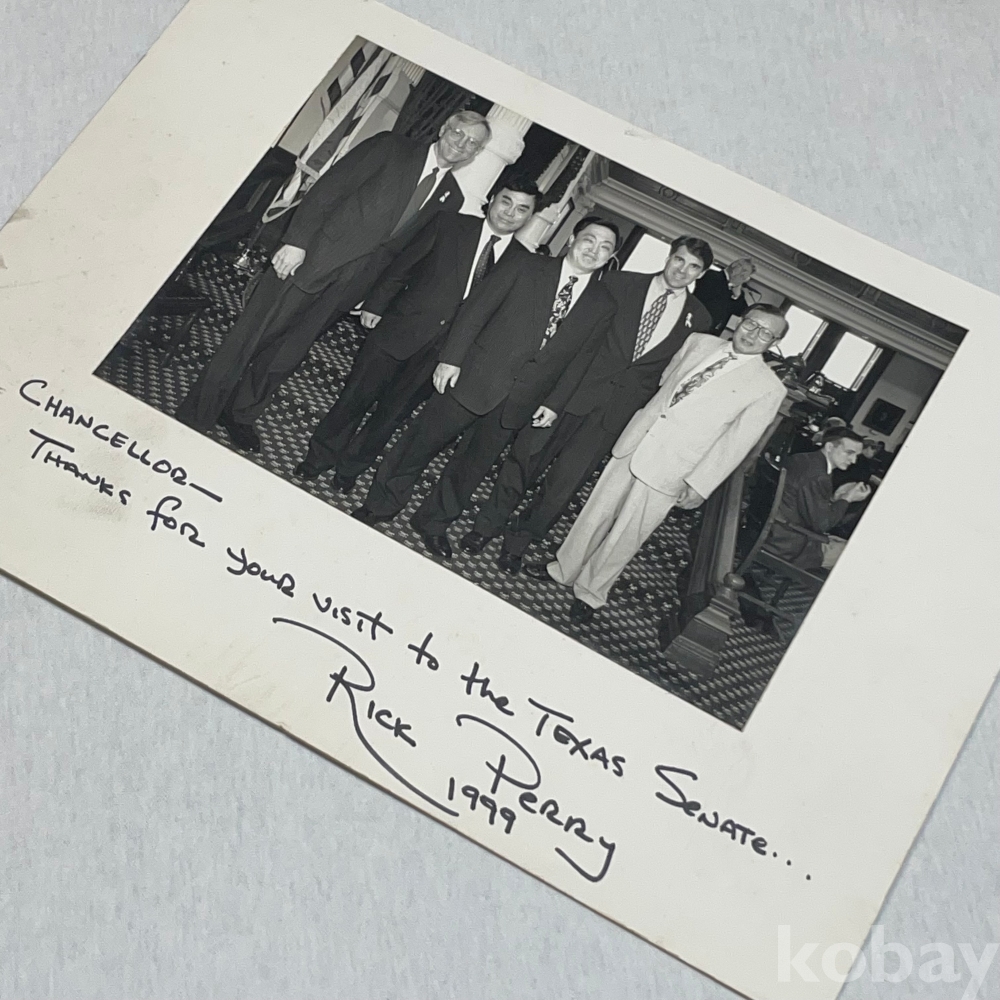 CHANCELLOR—
THANKS for your visit to the TEXAS SENATE...
RICK PERRY
1999
kobay